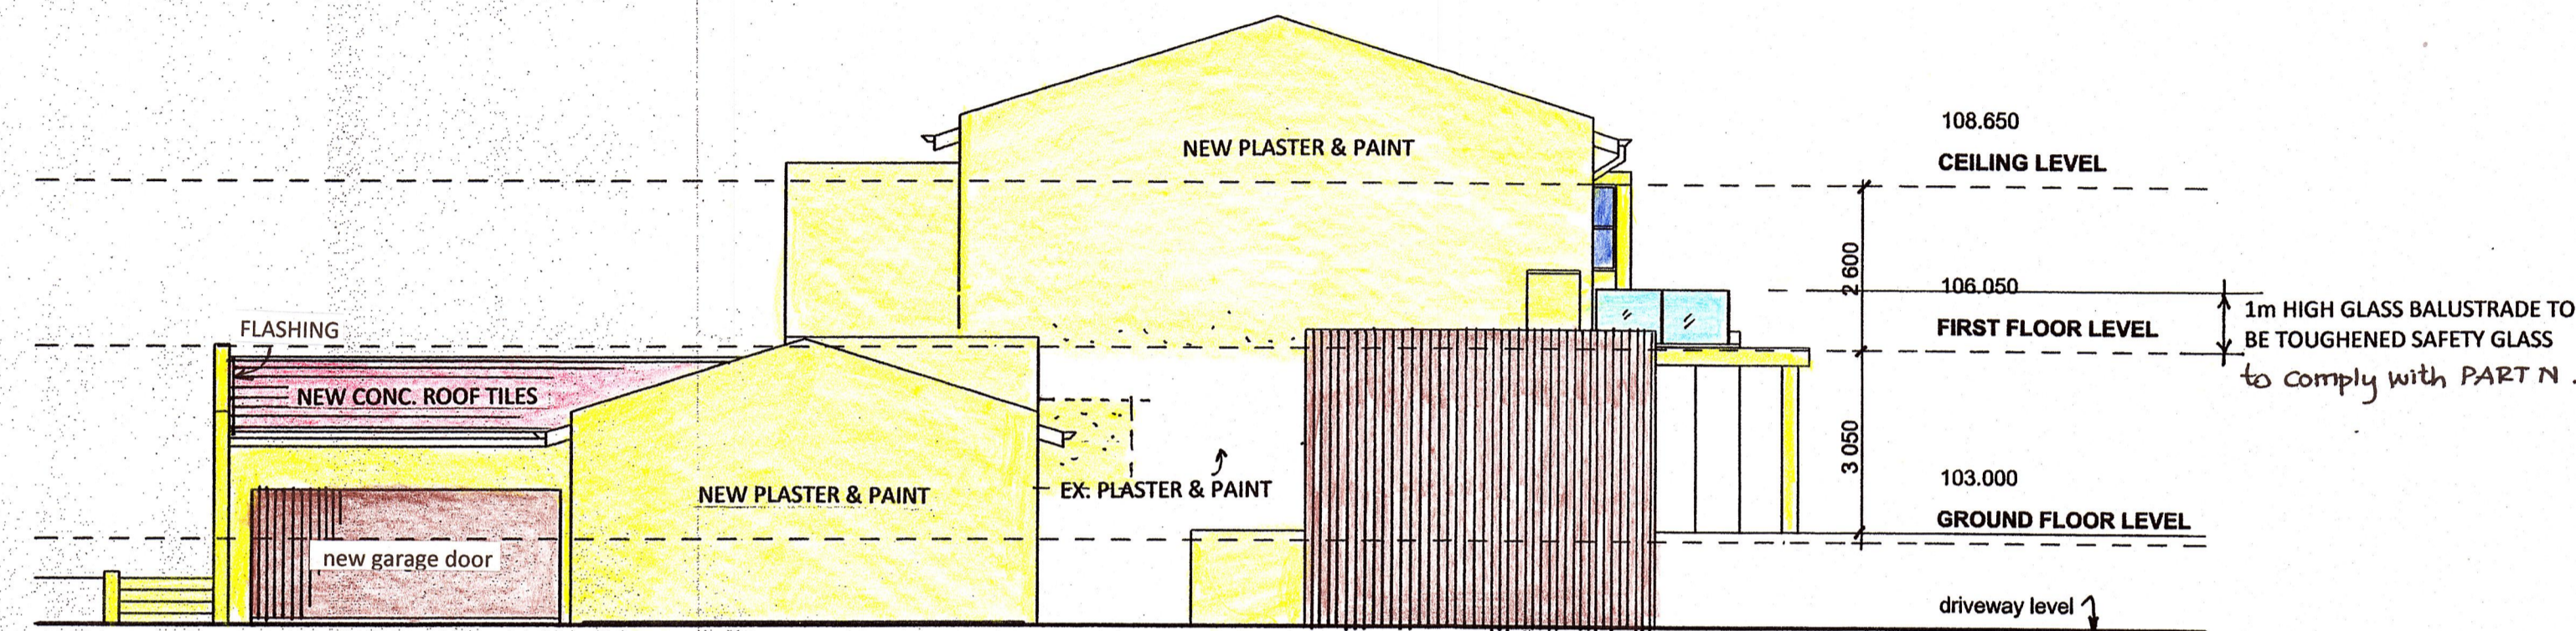 108.650
CEILING LEVEL
NEW PLASTER & PAINT
2 600
106.050
FIRST FLOOR LEVEL
1m HIGH GLASS BALUSTRADE TO
BE TOUGHENED SAFETY GLASS
to comply with PART N.
FLASHING
NEW CONC. ROOF TILES
NEW PLASTER & PAINT
EX. PLASTER & PAINT
3 050
103.000
GROUND FLOOR LEVEL
new garage door
driveway level